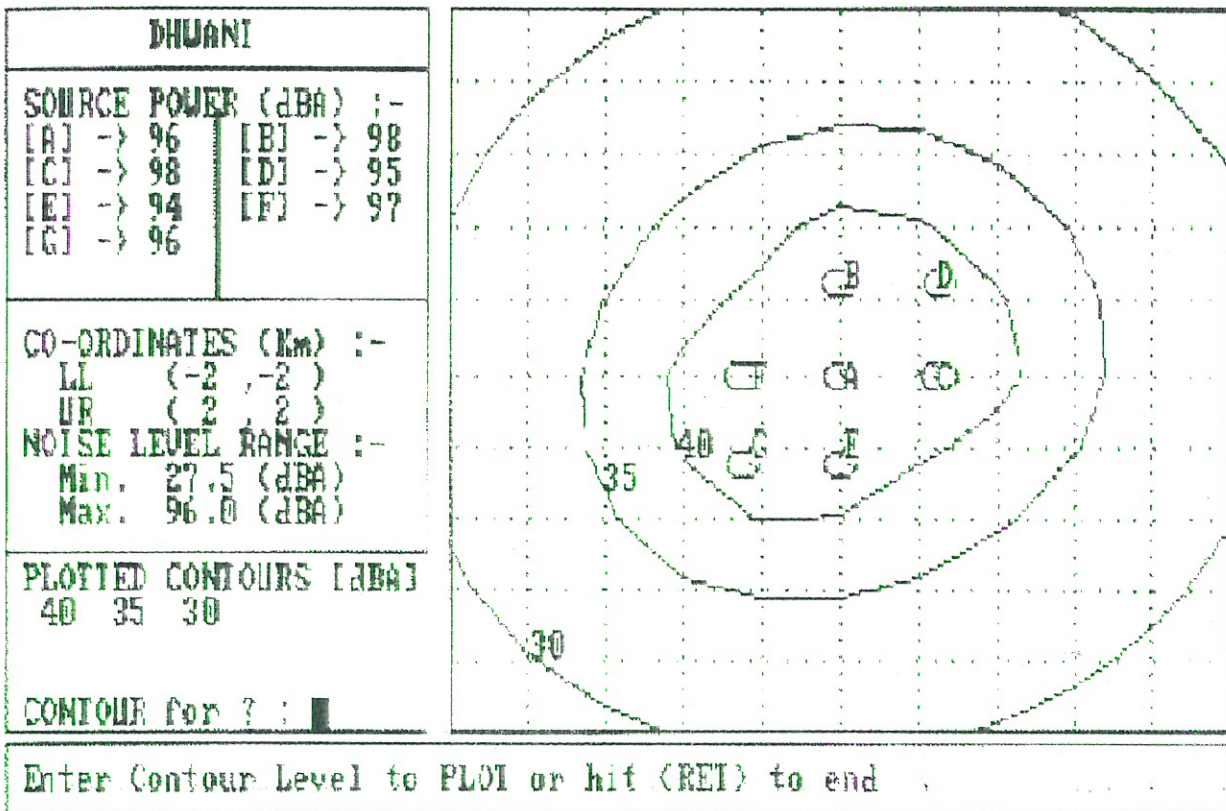 DHWANI
SOURCE POWER (dBA) :-
[A] -> 96 [B] -> 98
[C] -> 98 [D] -> 95
[E] -> 94 [F] -> 97
[G] -> 96
CO-ORDINATES (Km) :-
LL (-2 ,-2 )
UR ( 2 , 2 )
NOISE LEVEL RANGE :-
Min. 27.5 (dBA)
Max. 96.0 (dBA)
PLOTTED CONTOURS [dBA]
40 35 30
CONTOUR for ? :
B D
A
40
35
30
Enter Contour Level to PLOT or hit <RET> to end